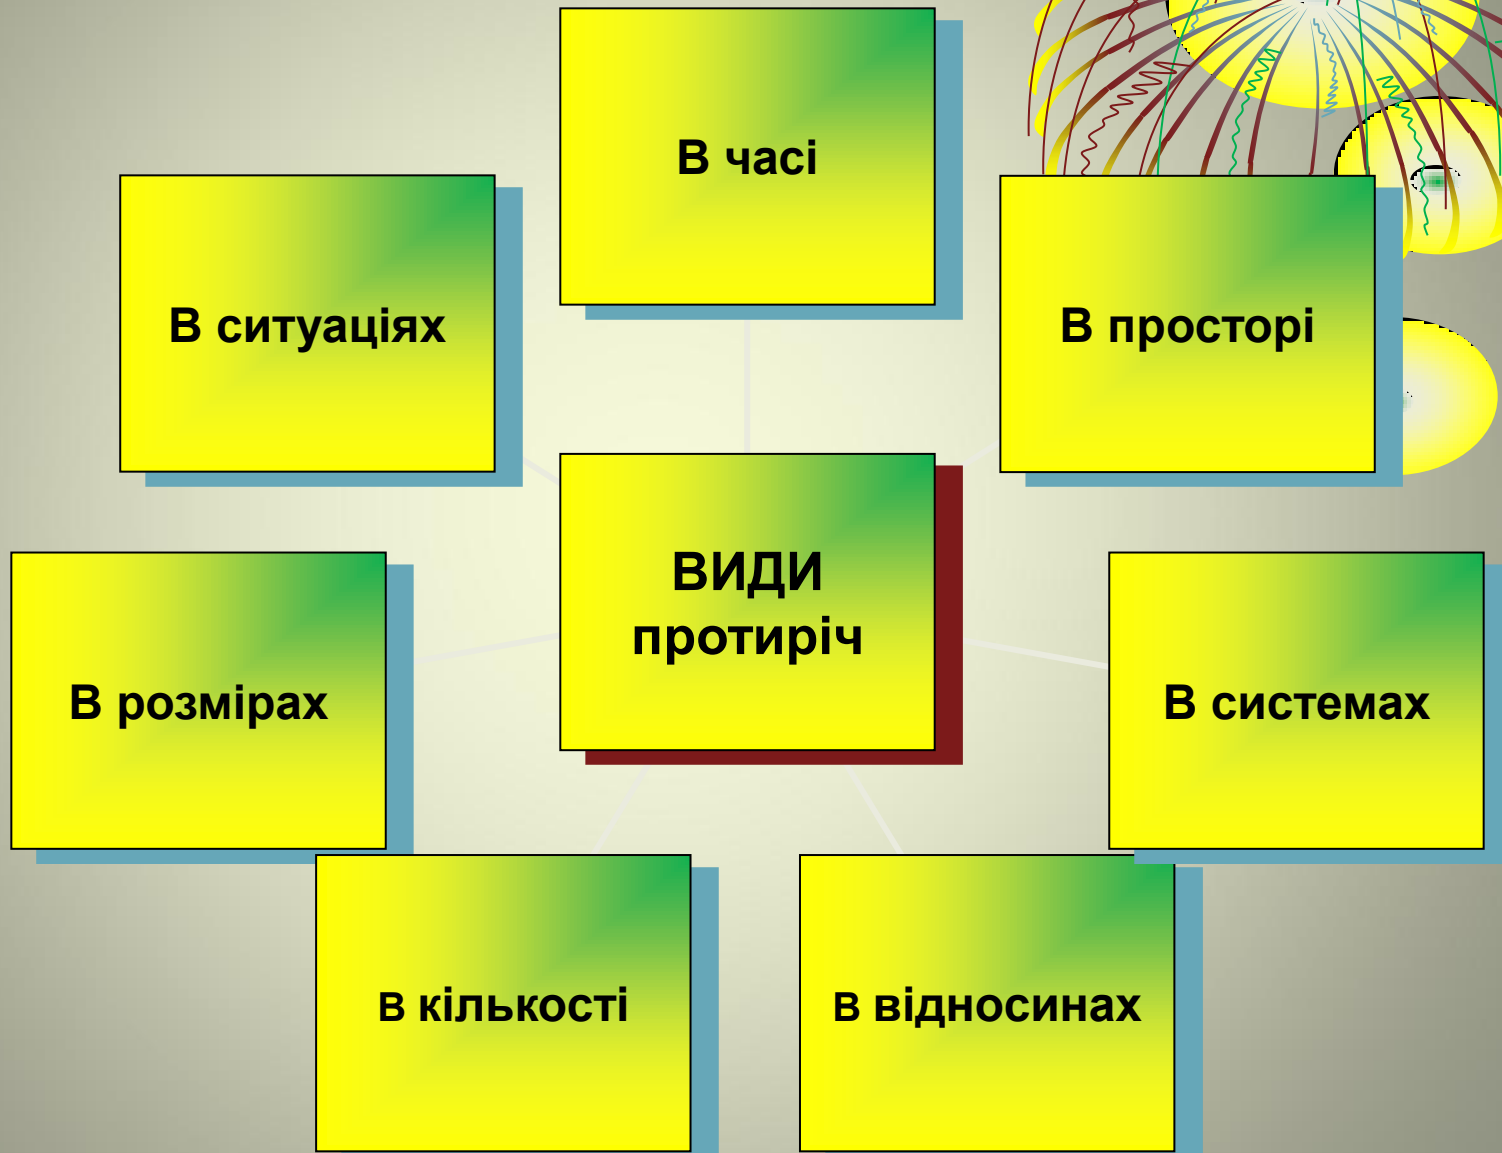 В часі
В ситуаціях
В просторі
ВИДИ
протиріч
В розмірах
В системах
В кількості
В відносинах